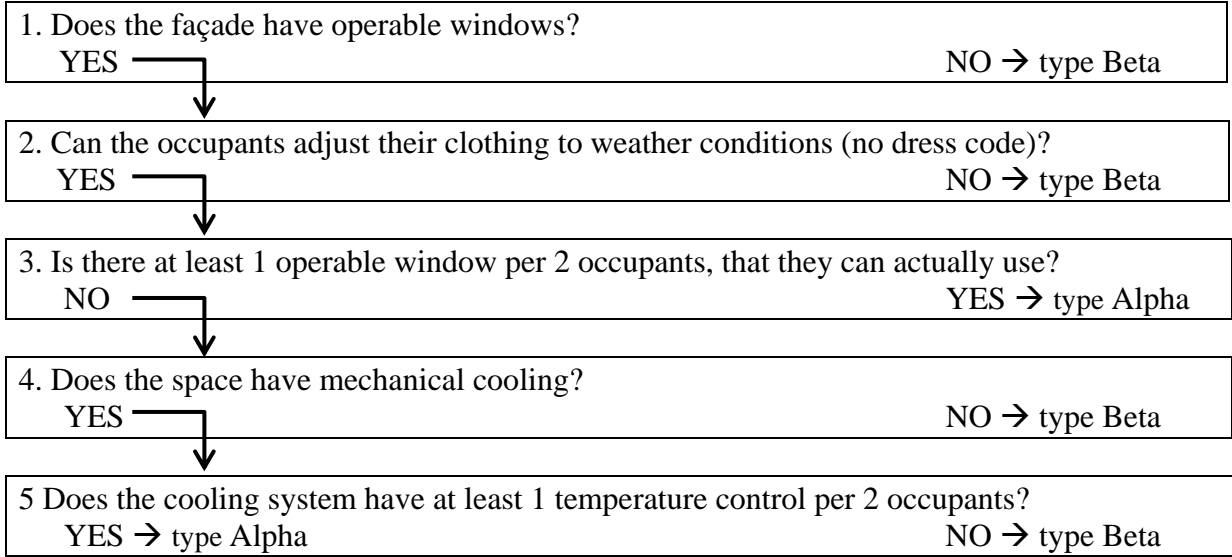 1. Does the façade have operable windows?
YES NO → type Beta
2. Can the occupants adjust their clothing to weather conditions (no dress code)?
YES NO → type Beta
3. Is there at least 1 operable window per 2 occupants, that they can actually use?
NO YES → type Alpha
4. Does the space have mechanical cooling?
YES NO → type Beta
5 Does the cooling system have at least 1 temperature control per 2 occupants?
YES → type Alpha NO → type Beta